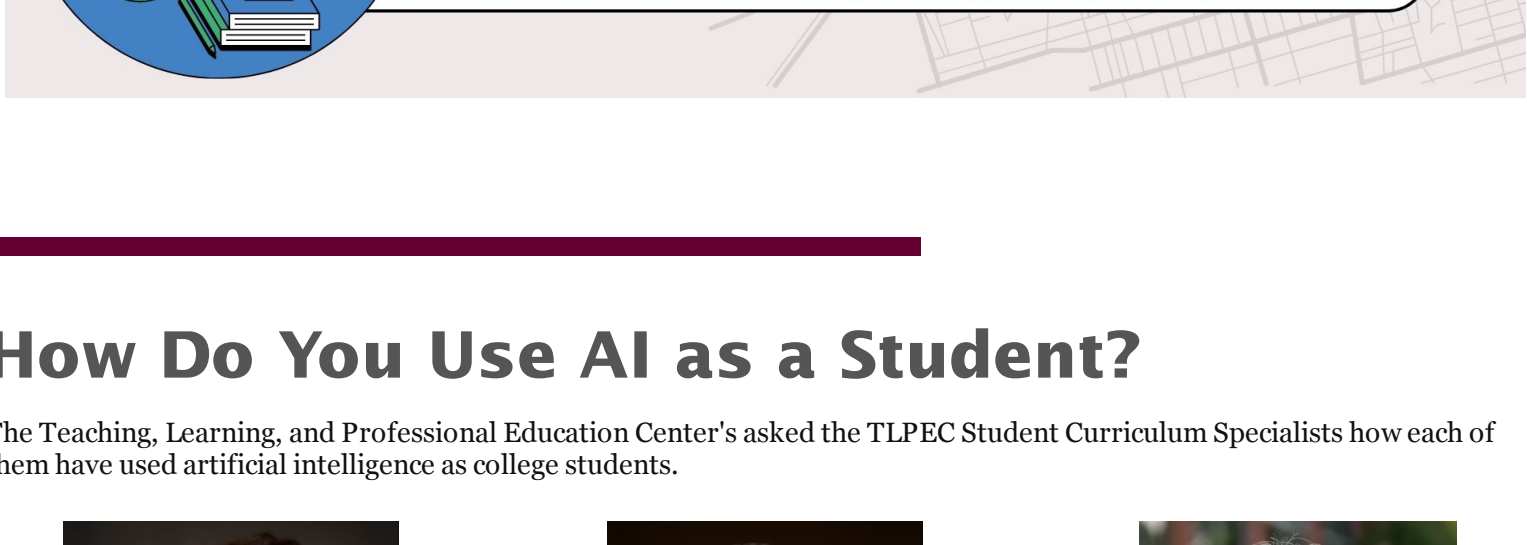 How Do You Use AI as a Student?
The Teaching, Learning, and Professional Education Center's asked the TLPEC Student Curriculum Specialists how each of
them have used artificial intelligence as college students.